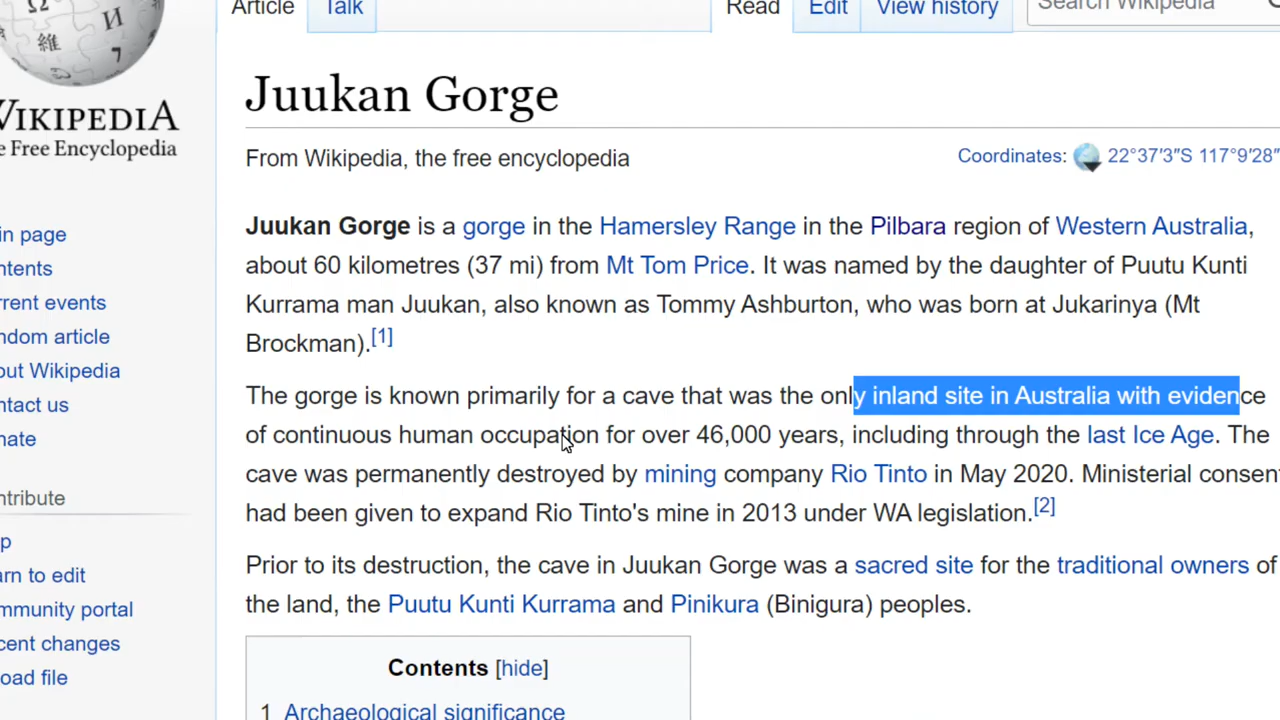 Article Talk Read Edit View history Search Wikipedia
Ω И 維 7
WIKIPEDIA
e Free Encyclopedia
Juukan Gorge
From Wikipedia, the free encyclopedia
Coordinates: 22°37′3″S 117°9′28″
Juukan Gorge is a gorge in the Hamersley Range in the Pilbara region of Western Australia,
about 60 kilometres (37 mi) from Mt Tom Price. It was named by the daughter of Puutu Kunti
Kurrama man Juukan, also known as Tommy Ashburton, who was born at Jukarinya (Mt
Brockman).[1]
The gorge is known primarily for a cave that was the only inland site in Australia with evidence
of continuous human occupation for over 46,000 years, including through the last Ice Age. The
cave was permanently destroyed by mining company Rio Tinto in May 2020. Ministerial consen
had been given to expand Rio Tinto's mine in 2013 under WA legislation.[2]
Prior to its destruction, the cave in Juukan Gorge was a sacred site for the traditional owners of
the land, the Puutu Kunti Kurrama and Pinikura (Binigura) peoples.
Contents [hide]
1 Archaeological significance
in page
ntents
rrent events
ndom article
out Wikipedia
ntact us
nate
ntribute
p
arn to edit
mmunity portal
cent changes
load file